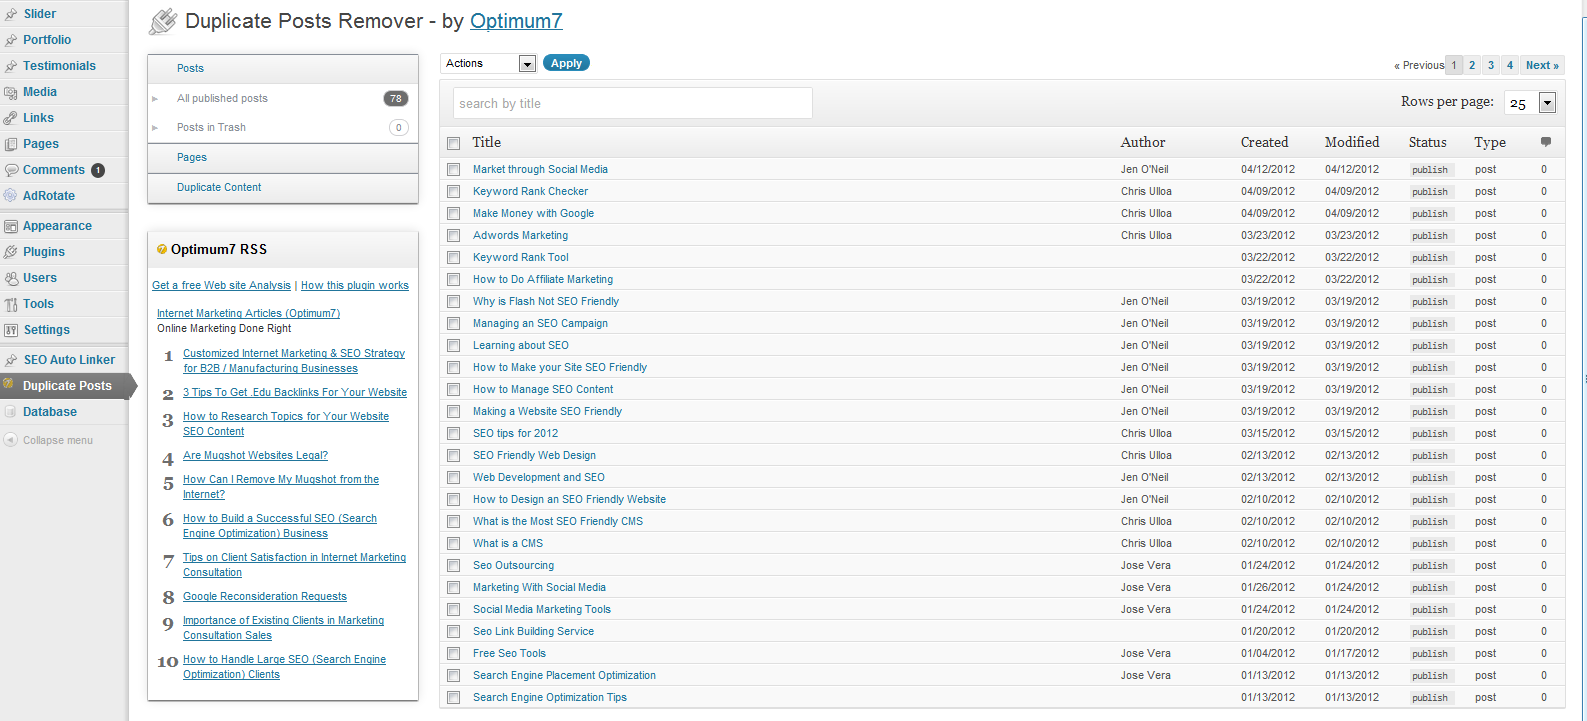 Slider
Portfolio
Testimonials
Media
Links
Pages
Comments 1
AdRotate
Appearance
Plugins
Users
Tools
Settings
SEO Auto Linker
Duplicate Posts
Database
Collapse menu
Duplicate Posts Remover - by Optimum7
Posts
All published posts 78
Posts in Trash 0
Pages
Duplicate Content
Optimum7 RSS
Get a free Web site Analysis | How this plugin works
Internet Marketing Articles (Optimum7)
Online Marketing Done Right
1 Customized Internet Marketing & SEO Strategy
for B2B / Manufacturing Businesses
2 3 Tips To Get .Edu Backlinks For Your Website
3 How to Research Topics for Your Website
SEO Content
4 Are Mugshot Websites Legal?
5 How Can I Remove My Mugshot from the
Internet?
6 How to Build a Successful SEO (Search
Engine Optimization) Business
7 Tips on Client Satisfaction in Internet Marketing
Consultation
8 Google Reconsideration Requests
9 Importance of Existing Clients in Marketing
Consultation Sales
10 How to Handle Large SEO (Search Engine
Optimization) Clients
Actions Apply
« Previous 1 2 3 4 Next »
search by title
Rows per page: 25
Title Author Created Modified Status Type
Market through Social Media Jen O'Neil 04/12/2012 04/12/2012 publish post 0
Keyword Rank Checker Chris Ulloa 04/09/2012 04/09/2012 publish post 0
Make Money with Google Chris Ulloa 04/09/2012 04/09/2012 publish post 0
Adwords Marketing Chris Ulloa 03/23/2012 03/23/2012 publish post 0
Keyword Rank Tool 03/22/2012 03/22/2012 publish post 0
How to Do Affiliate Marketing 03/22/2012 03/22/2012 publish post 0
Why is Flash Not SEO Friendly Jen O'Neil 03/19/2012 03/19/2012 publish post 0
Managing an SEO Campaign Jen O'Neil 03/19/2012 03/19/2012 publish post 0
Learning about SEO Jen O'Neil 03/19/2012 03/19/2012 publish post 0
How to Make your Site SEO Friendly Jen O'Neil 03/19/2012 03/19/2012 publish post 0
How to Manage SEO Content Jen O'Neil 03/19/2012 03/19/2012 publish post 0
Making a Website SEO Friendly Jen O'Neil 03/19/2012 03/19/2012 publish post 0
SEO tips for 2012 Chris Ulloa 03/15/2012 03/15/2012 publish post 0
SEO Friendly Web Design Chris Ulloa 02/13/2012 02/13/2012 publish post 0
Web Development and SEO Jen O'Neil 02/13/2012 02/13/2012 publish post 0
How to Design an SEO Friendly Website Jen O'Neil 02/10/2012 02/10/2012 publish post 0
What is the Most SEO Friendly CMS Chris Ulloa 02/10/2012 02/10/2012 publish post 0
What is a CMS Chris Ulloa 02/10/2012 02/10/2012 publish post 0
Seo Outsourcing Jose Vera 01/24/2012 01/24/2012 publish post 0
Marketing With Social Media Jose Vera 01/26/2012 01/24/2012 publish post 0
Social Media Marketing Tools Jose Vera 01/24/2012 01/24/2012 publish post 0
Seo Link Building Service 01/20/2012 01/20/2012 publish post 0
Free Seo Tools Jose Vera 01/04/2012 01/17/2012 publish post 0
Search Engine Placement Optimization Jose Vera 01/13/2012 01/13/2012 publish post 0
Search Engine Optimization Tips 01/13/2012 01/13/2012 publish post 0